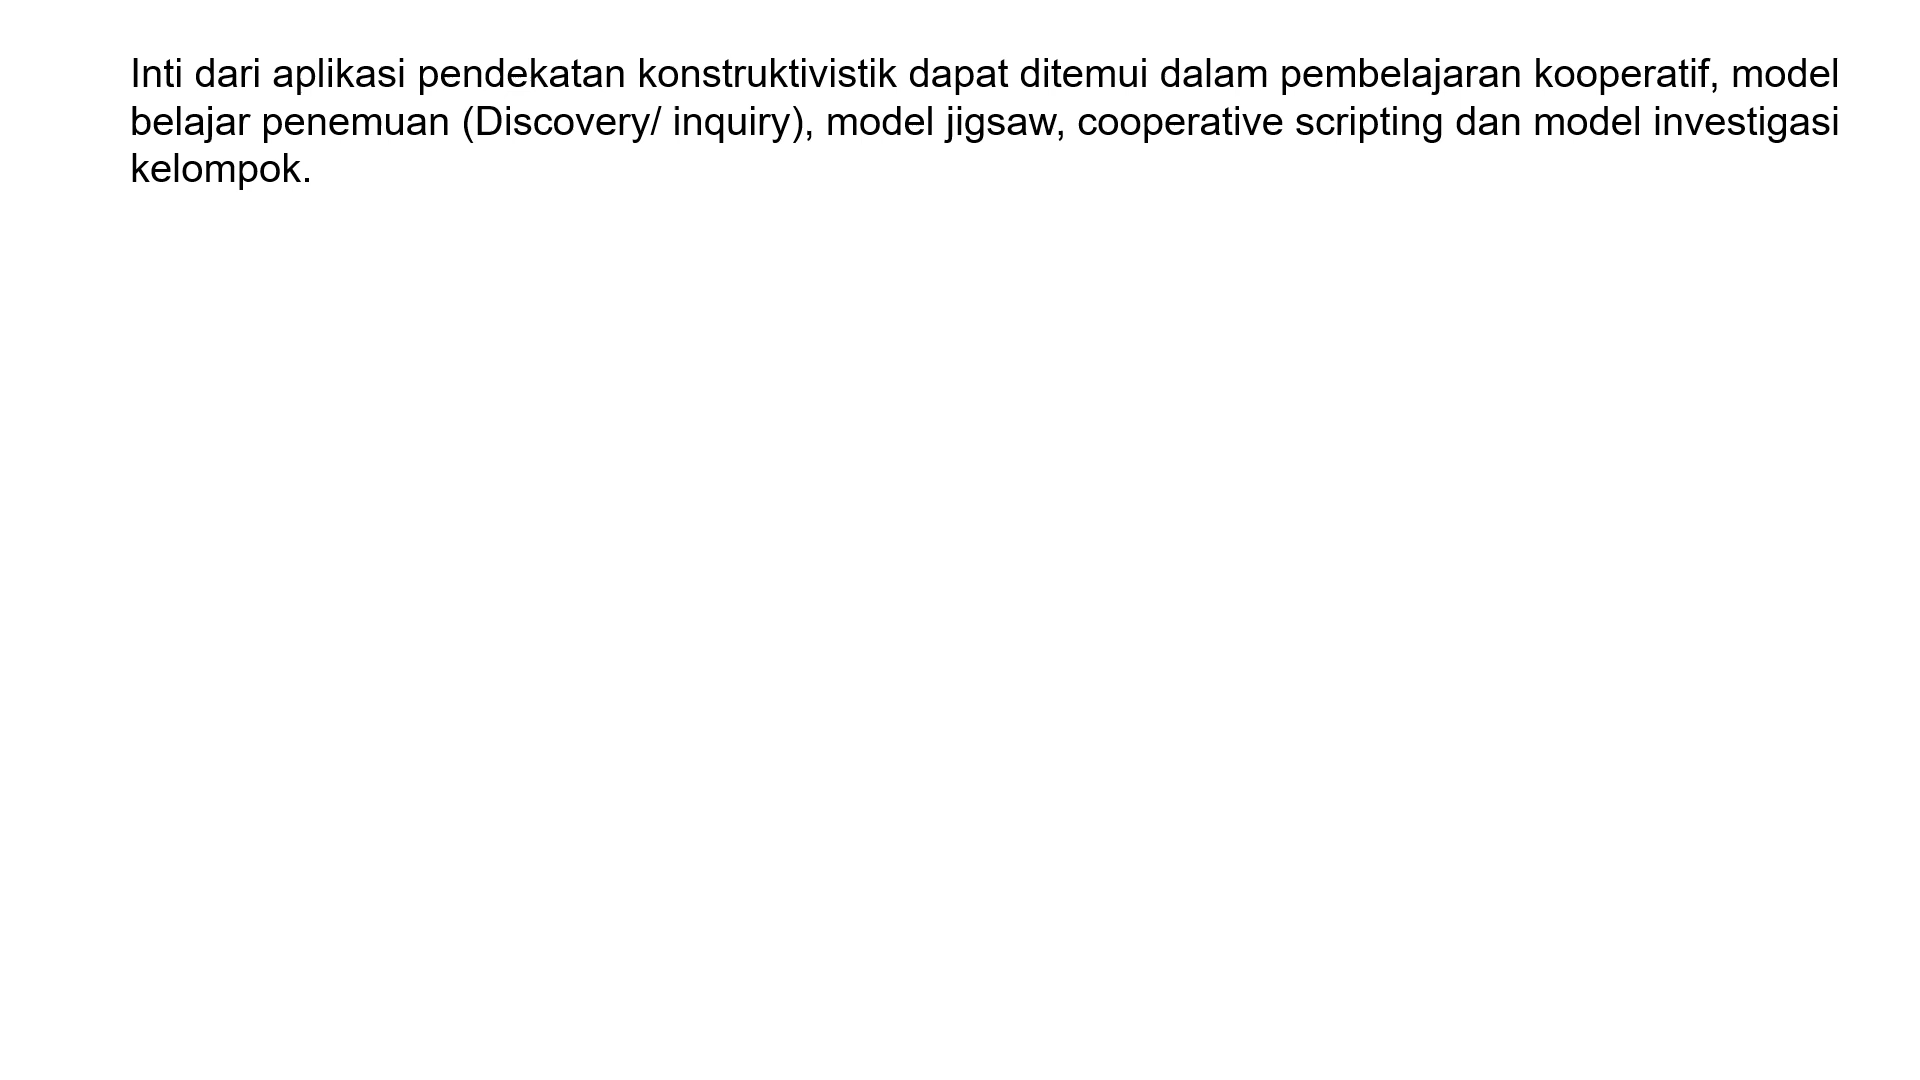 Inti dari aplikasi pendekatan konstruktivistik dapat ditemui dalam pembelajaran kooperatif, model
belajar penemuan (Discovery/ inquiry), model jigsaw, cooperative scripting dan model investigasi
kelompok.